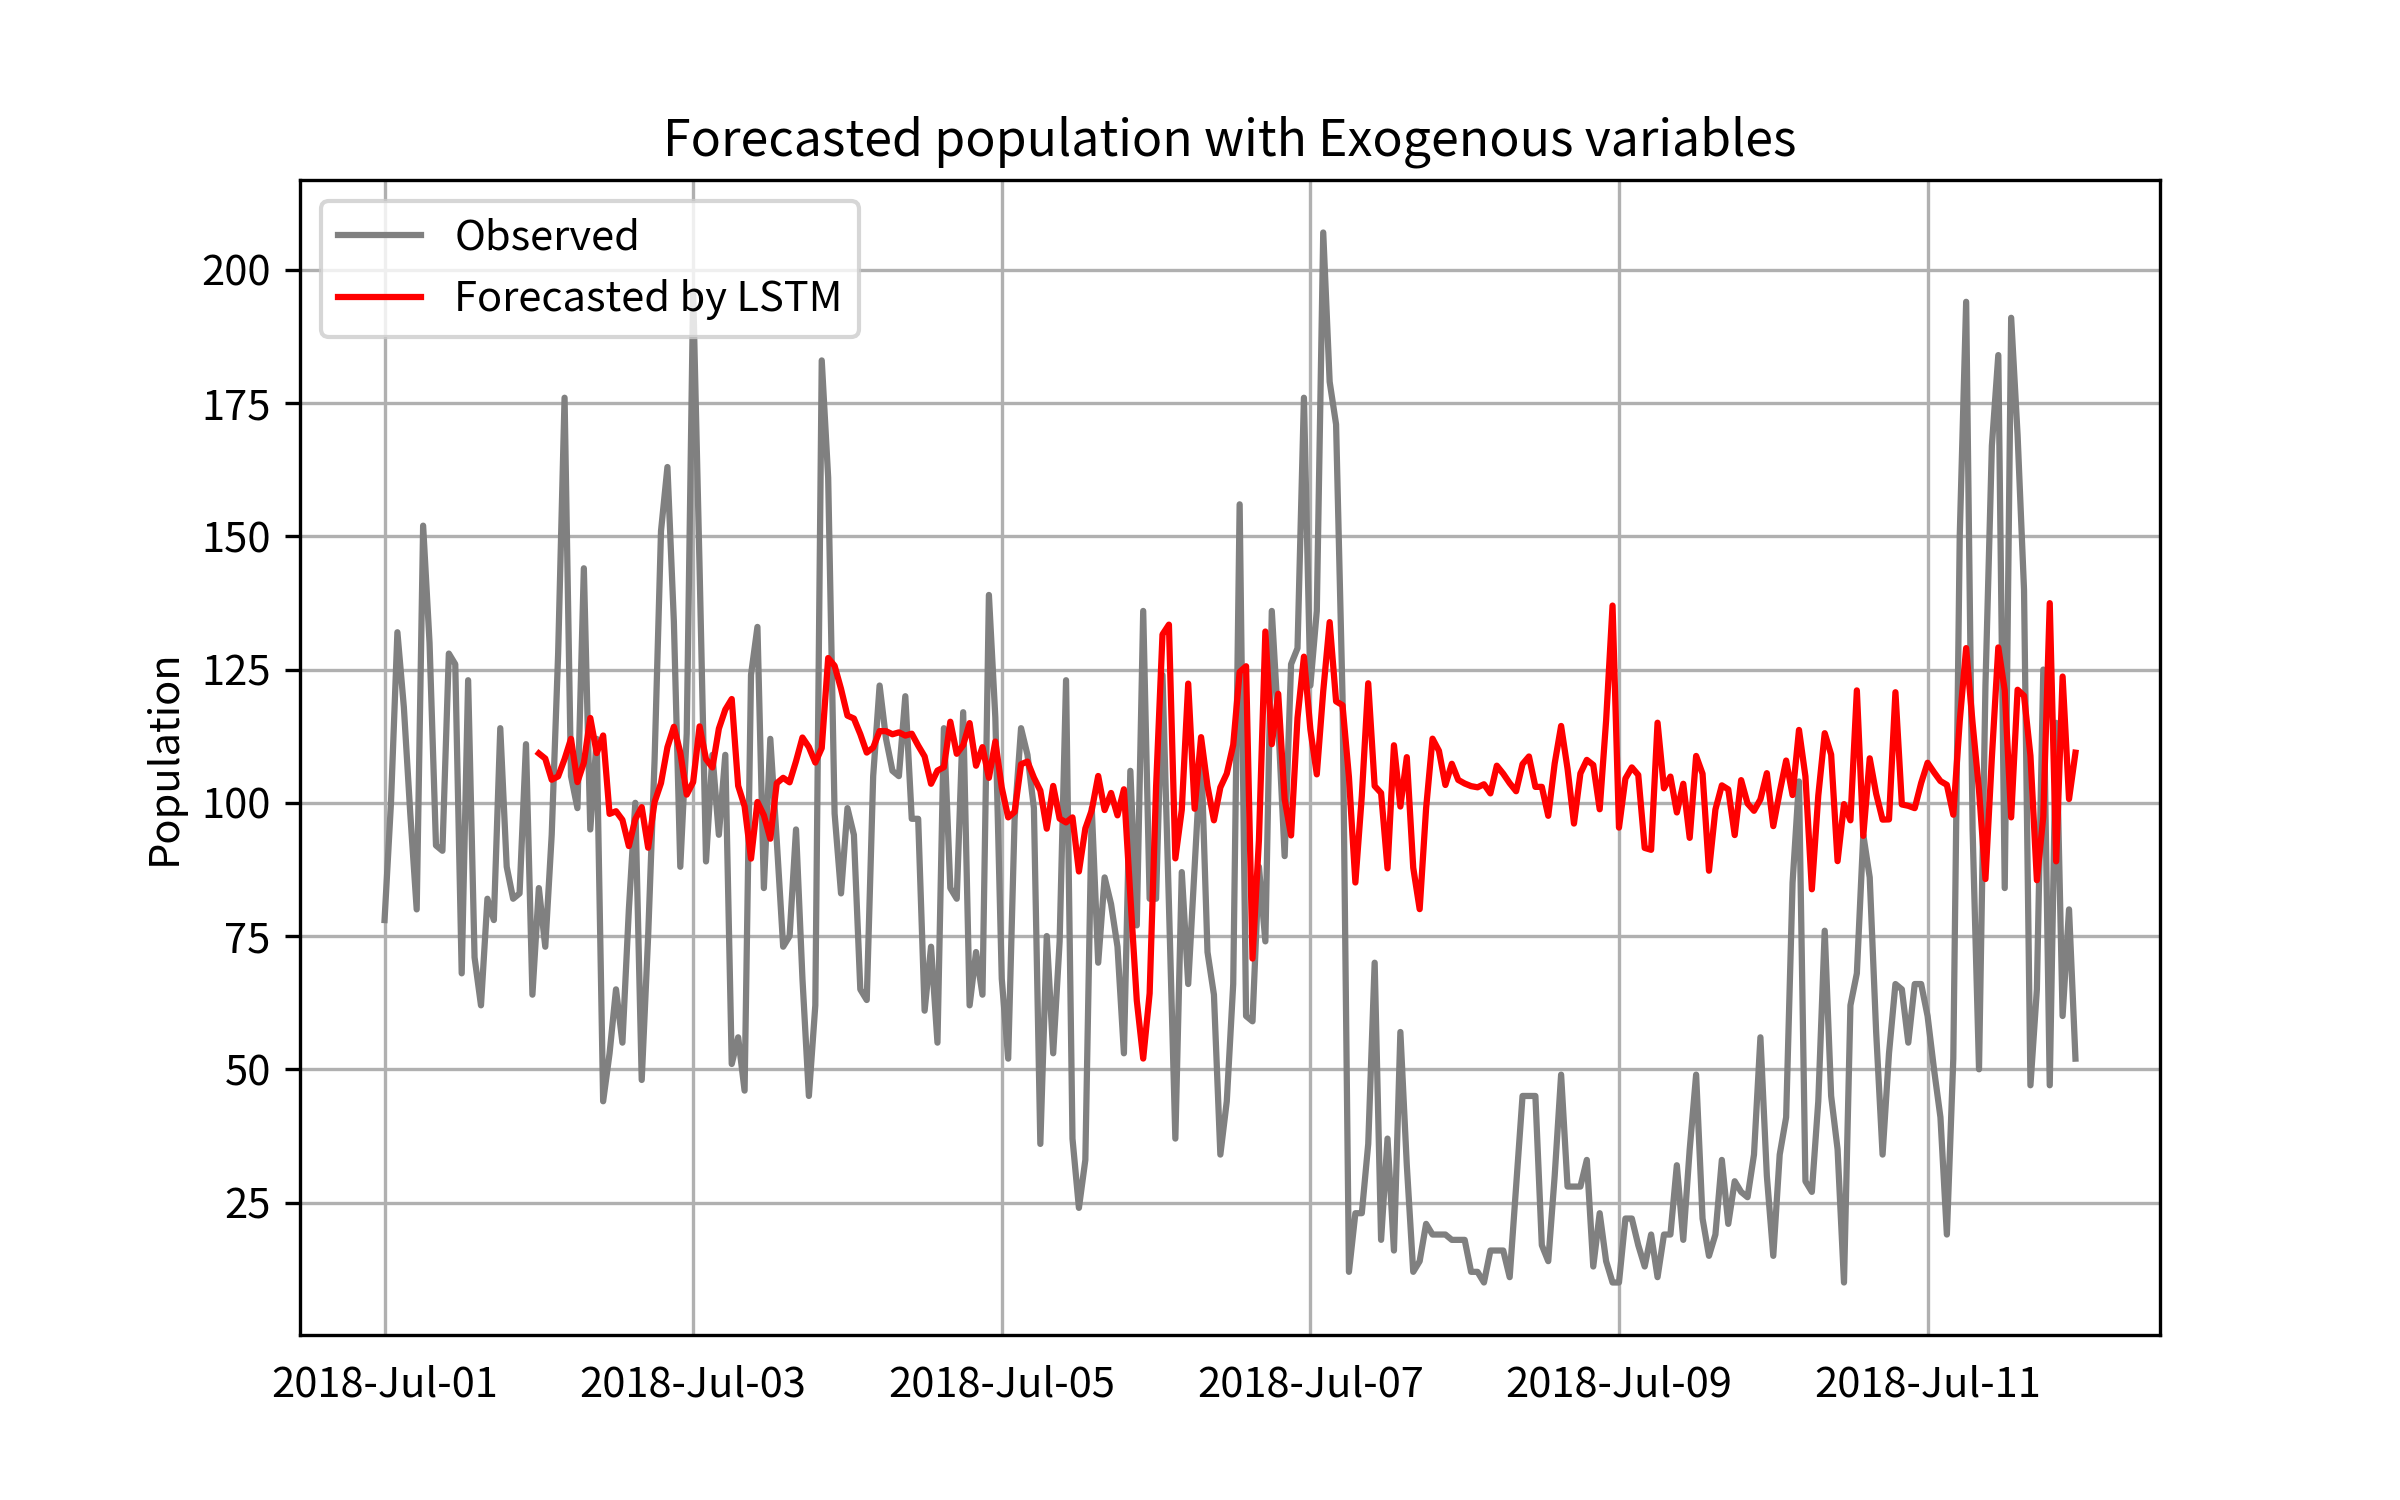 Forecasted population with Exogenous variables
Observed
Forecasted by LSTM
Population
200
175
150
125
100
75
50
25
2018-Jul-01 2018-Jul-03 2018-Jul-05 2018-Jul-07 2018-Jul-09 2018-Jul-11